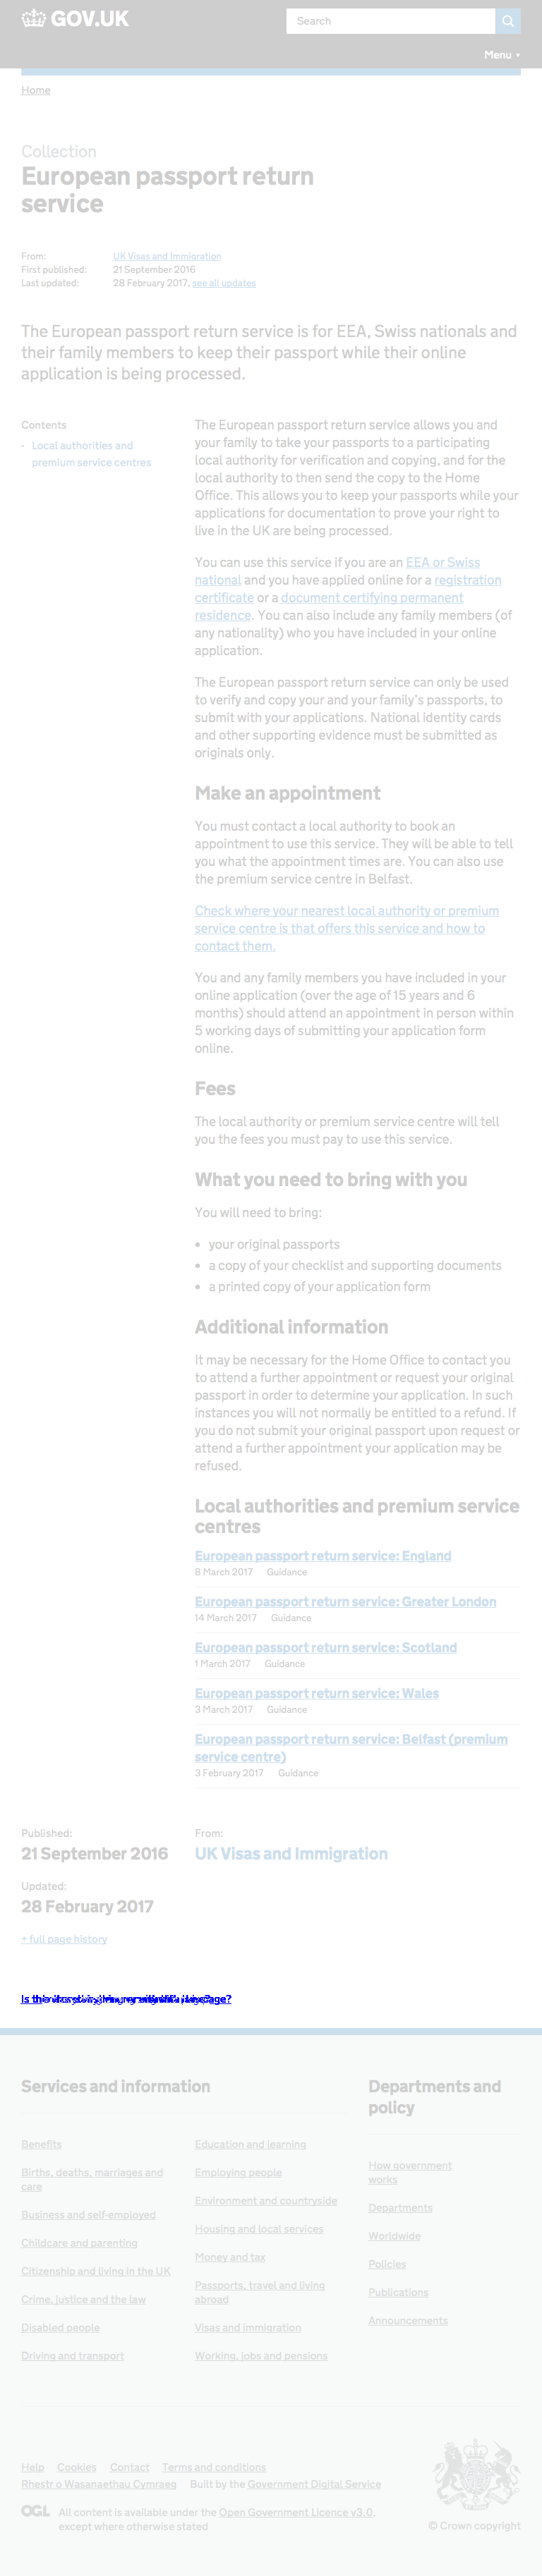 GOV.UK
Search
Menu ▼
Home
Collection
European passport return
service
From: UK Visas and Immigration
First published: 21 September 2016
Last updated: 28 February 2017, see all updates
The European passport return service is for EEA, Swiss nationals and
their family members to keep their passport while their online
application is being processed.
Contents
- Local authorities and
premium service centres
The European passport return service allows you and
your family to take your passports to a participating
local authority for verification and copying, and for the
local authority to then send the copy to the Home
Office. This allows you to keep your passports while your
applications for documentation to prove your right to
live in the UK are being processed.
You can use this service if you are an EEA or Swiss
national and you have applied online for a registration
certificate or a document certifying permanent
residence. You can also include any family members (of
any nationality) who you have included in your online
application.
The European passport return service can only be used
to verify and copy your and your family's passports, to
submit with your applications. National identity cards
and other supporting evidence must be submitted as
originals only.
Make an appointment
You must contact a local authority to book an
appointment to use this service. They will be able to tell
you what the appointment times are. You can also use
the premium service centre in Belfast.
Check where your nearest local authority or premium
service centre is that offers this service and how to
contact them.
You and any family members you have included in your
online application (over the age of 15 years and 6
months) should attend an appointment in person within
5 working days of submitting your application form
online.
Fees
The local authority or premium service centre will tell
you the fees you must pay to use this service.
What you need to bring with you
You will need to bring:
• your original passports
• a copy of your checklist and supporting documents
• a printed copy of your application form
Additional information
It may be necessary for the Home Office to contact you
to attend a further appointment or request your original
passport in order to determine your application. In such
instances you will not normally be entitled to a refund. If
you do not submit your original passport upon request or
attend a further appointment your application may be
refused.
Local authorities and premium service
centres
European passport return service: England
8 March 2017 Guidance
European passport return service: Greater London
14 March 2017 Guidance
European passport return service: Scotland
1 March 2017 Guidance
European passport return service: Wales
3 March 2017 Guidance
European passport return service: Belfast (premium
service centre)
3 February 2017 Guidance
Published:
21 September 2016
From:
UK Visas and Immigration
Updated:
28 February 2017
+ full page history
Services and information
Benefits
Births, deaths, marriages and
care
Business and self-employed
Childcare and parenting
Citizenship and living in the UK
Crime, justice and the law
Disabled people
Driving and transport
Education and learning
Employing people
Environment and countryside
Housing and local services
Money and tax
Passports, travel and living
abroad
Visas and immigration
Working, jobs and pensions
Departments and
policy
How government
works
Departments
Worldwide
Policies
Publications
Announcements
Help Cookies Contact Terms and conditions
Rhestr o Wasanaethau Cymraeg Built by the Government Digital Service
OGL All content is available under the Open Government Licence v3.0,
except where otherwise stated
© Crown copyright